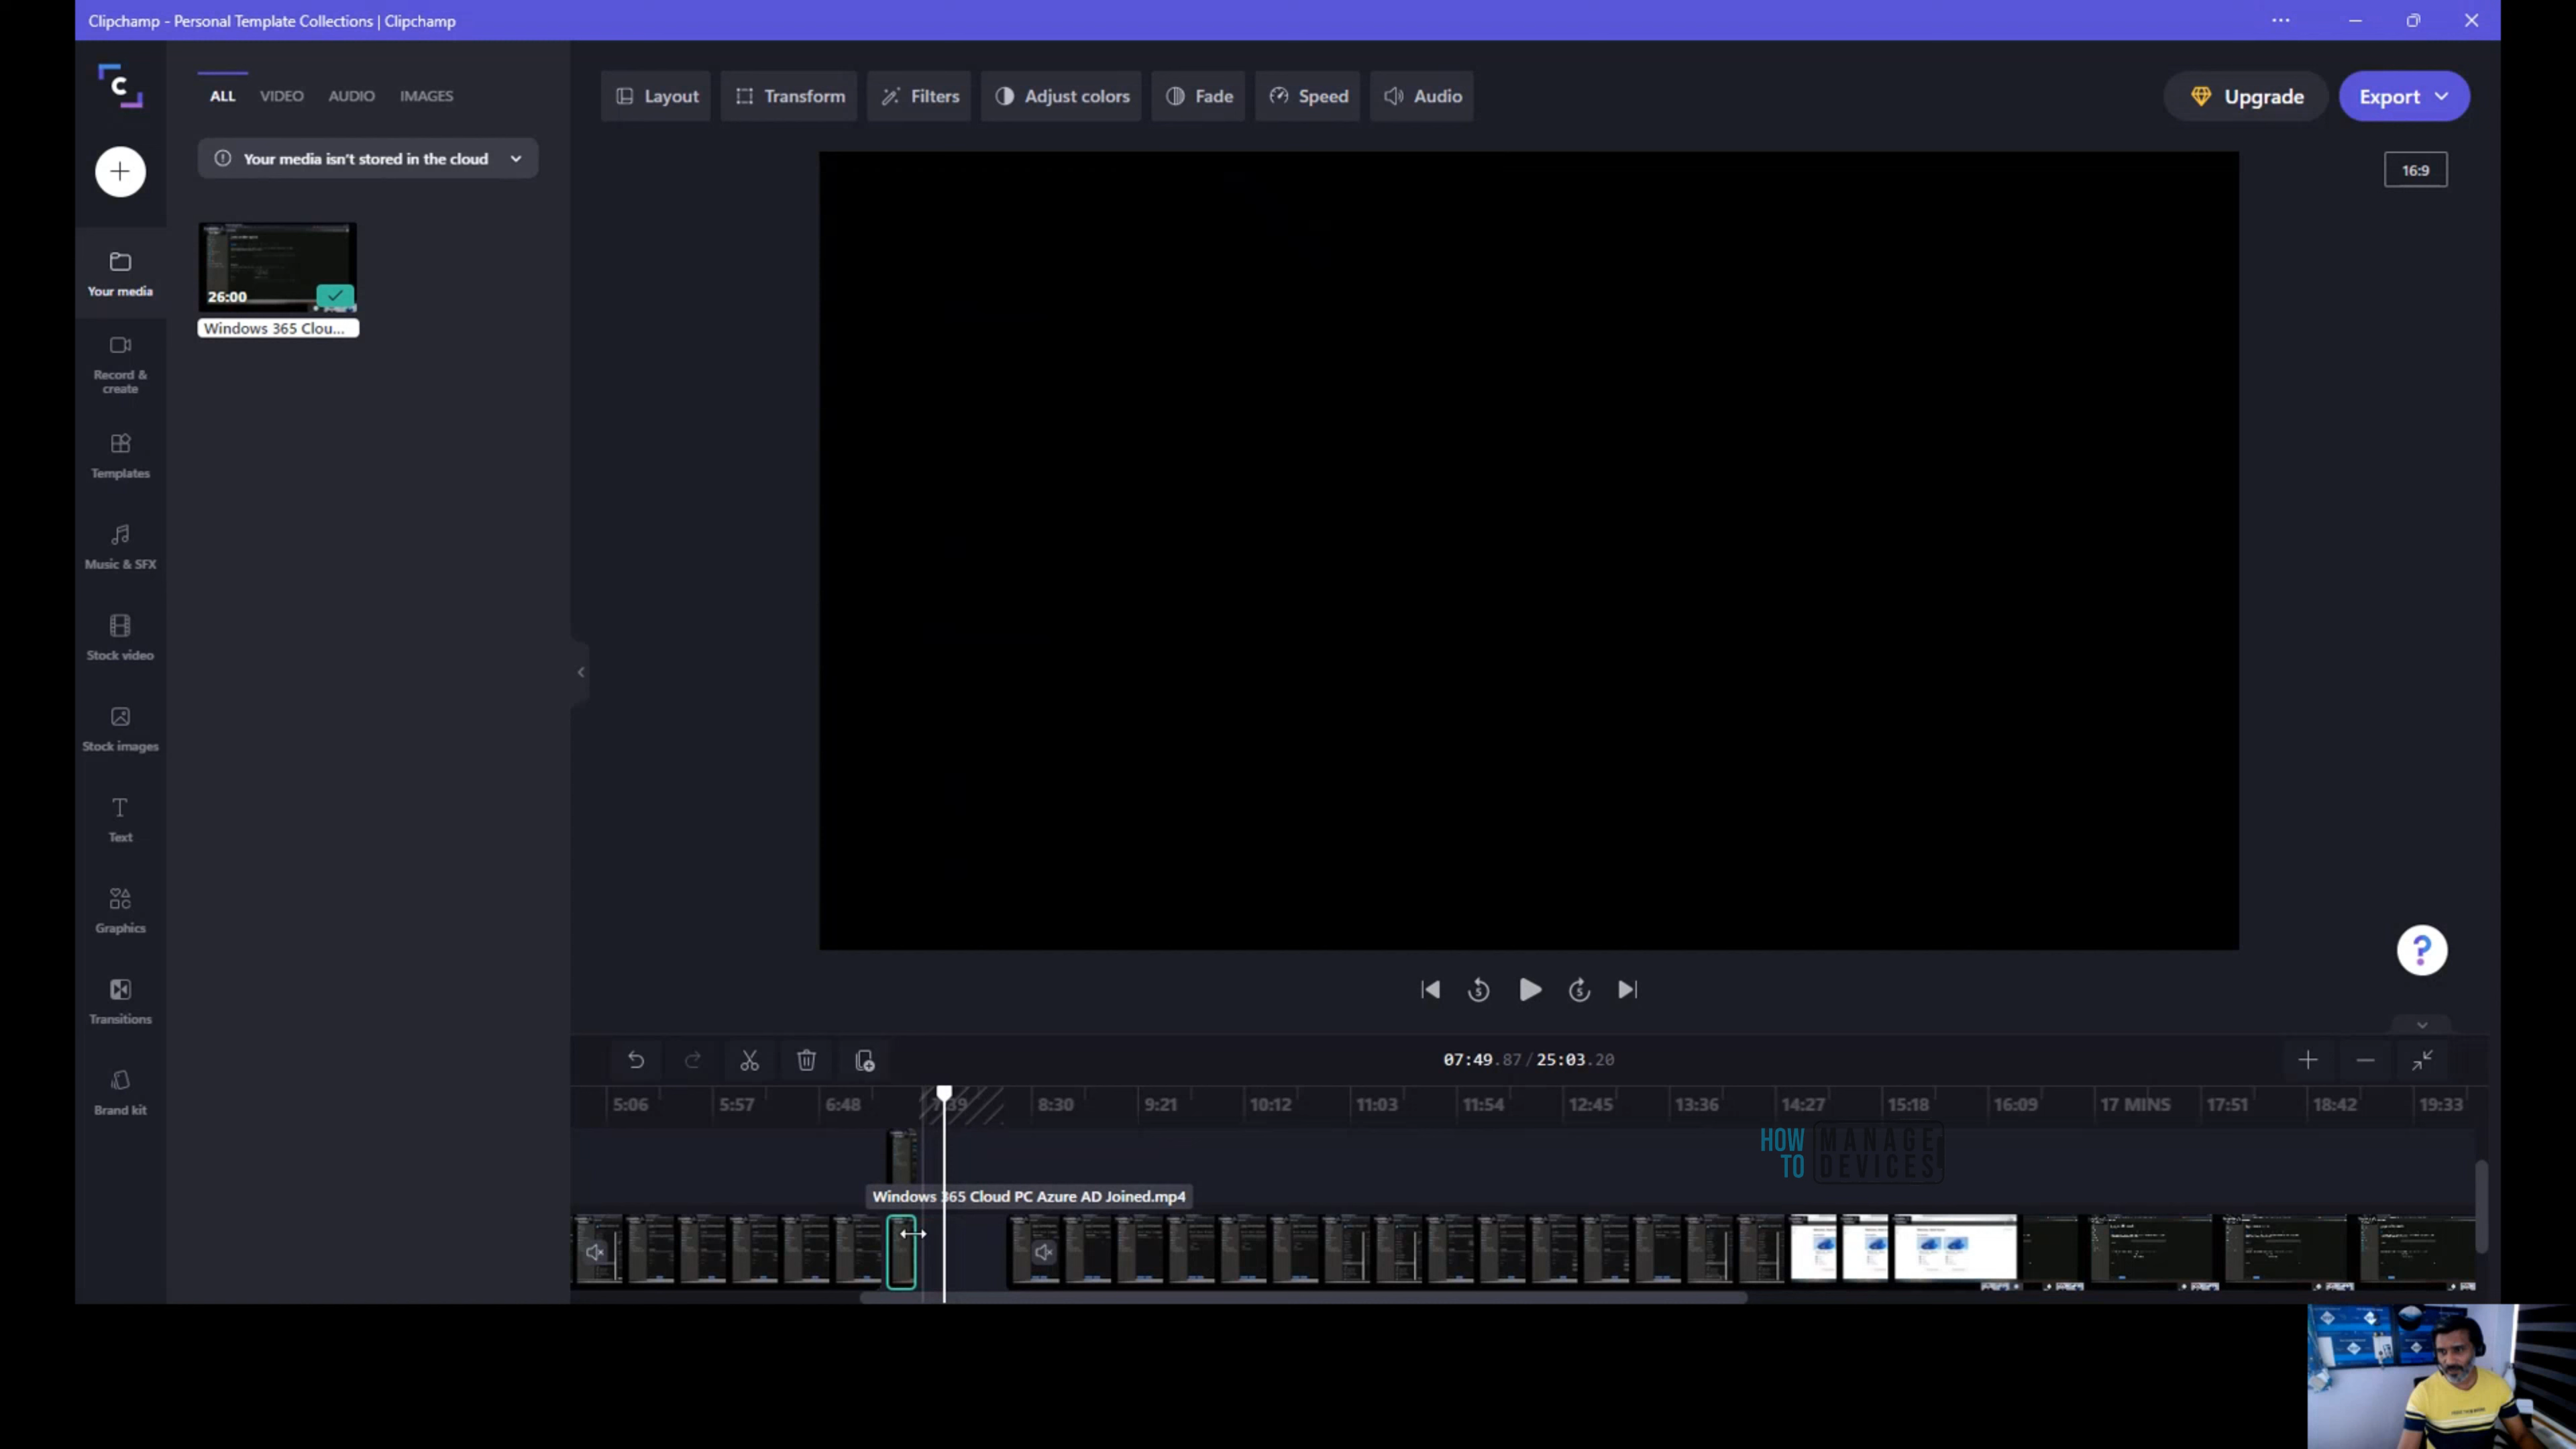 Clipchamp - Personal Template Collections | Clipchamp
C
ALL VIDEO AUDIO IMAGES
Layout Transform Filters Adjust colors Fade Speed Audio
Upgrade Export
Your media isn't stored in the cloud
16:9
26:00
Windows 365 Clou...
Your media
Record &
create
Templates
Music & SFX
Stock video
Stock images
Text
Graphics
Transitions
Brand kit
?
5 5
07:49.87 / 25:03.20
5:06 5:57 6:48 7:39 8:30 9:21 10:12 11:03 11:54 12:45 13:36 14:27 15:18 16:09 17 MINS 17:51 18:42 19:33
HOW TO MANAGE DEVICES
Windows 365 Cloud PC Azure AD Joined.mp4